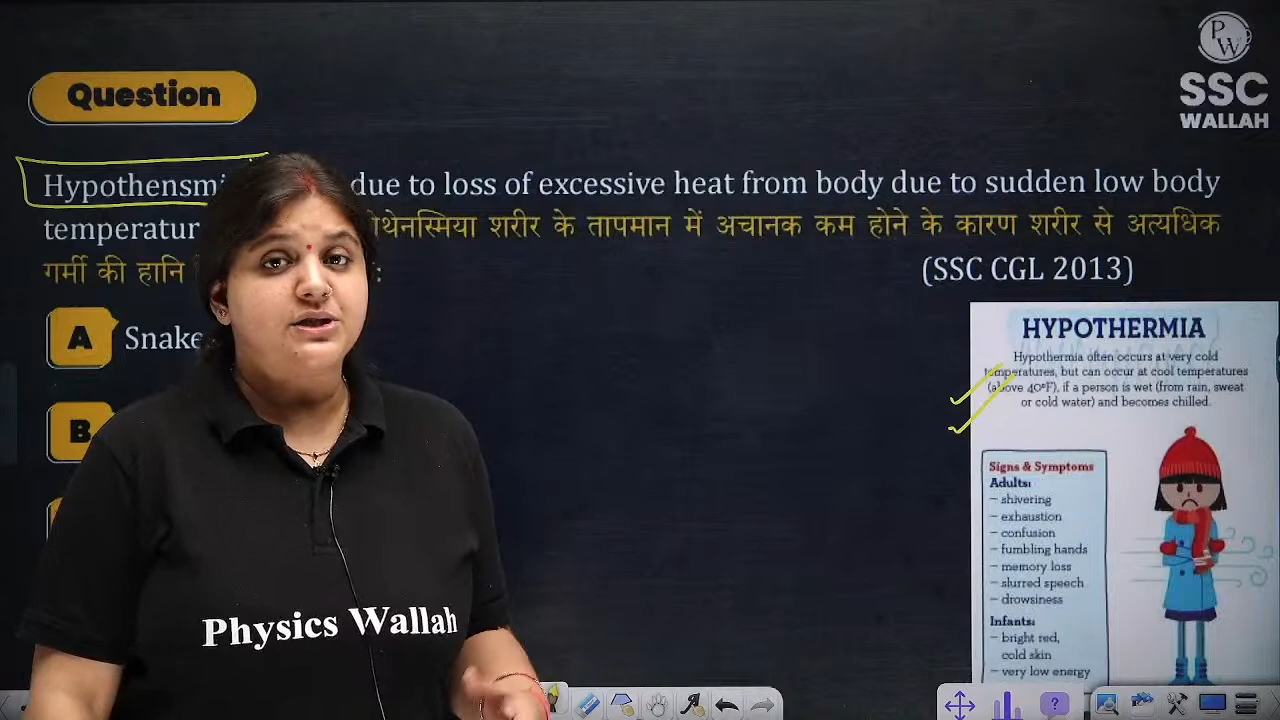 PW
SSC
WALLAH
Question
due to loss of excessive heat from body due to sudden low body
शरीर के तापमान में अचानक कम होने के कारण शरीर से अत्यधिक
गर्मी की हानि
(SSC CGL 2013)
A Snake
B
HYPOTHERMIA
Hypothermia often occurs at very cold
temperatures, but can occur at cool temperatures
(above 40°F), if a person is wet (from rain, sweat
or cold water) and becomes chilled.
Signs & Symptoms
Adults:
– shivering
– exhaustion
– confusion
– fumbling hands
– memory loss
– slurred speech
– drowsiness
Infants:
– bright red,
cold skin
– very low energy
Physics Wallah
?